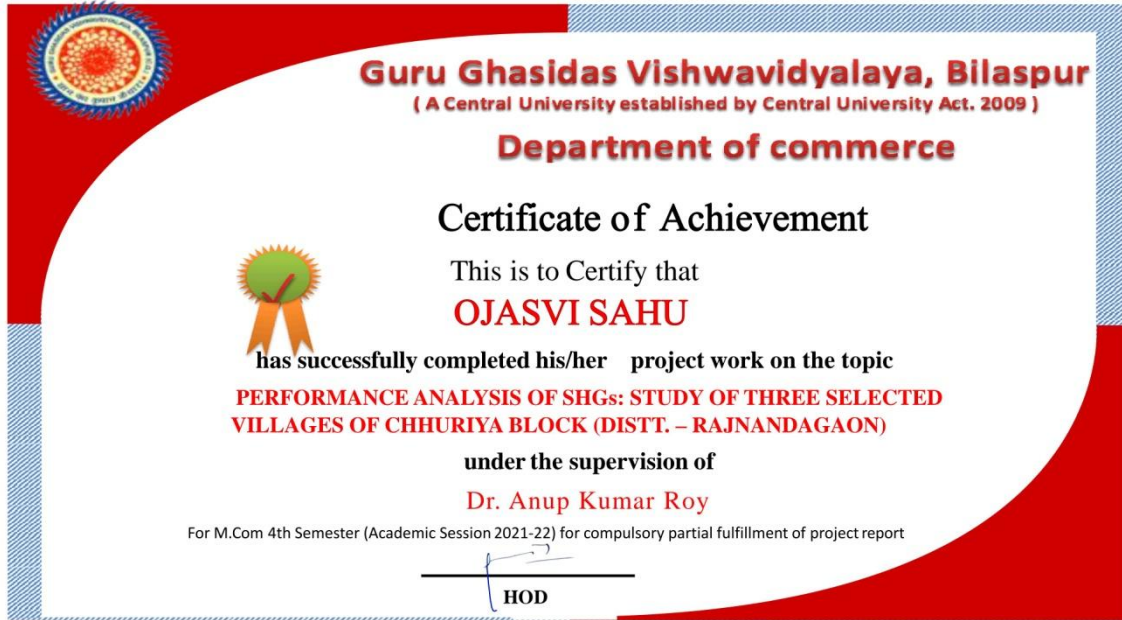 Guru Ghasidas Vishwavidyalaya, Bilaspur
( A Central University established by Central University Act. 2009 )
Department of commerce
Certificate of Achievement
This is to Certify that
OJASVI SAHU
has successfully completed his/her project work on the topic
PERFORMANCE ANALYSIS OF SHGs: STUDY OF THREE SELECTED
VILLAGES OF CHHURIYA BLOCK (DISTT. – RAJNANDAGAON)
under the supervision of
Dr. Anup Kumar Roy
For M.Com 4th Semester (Academic Session 2021-22) for compulsory partial fulfillment of project report
HOD